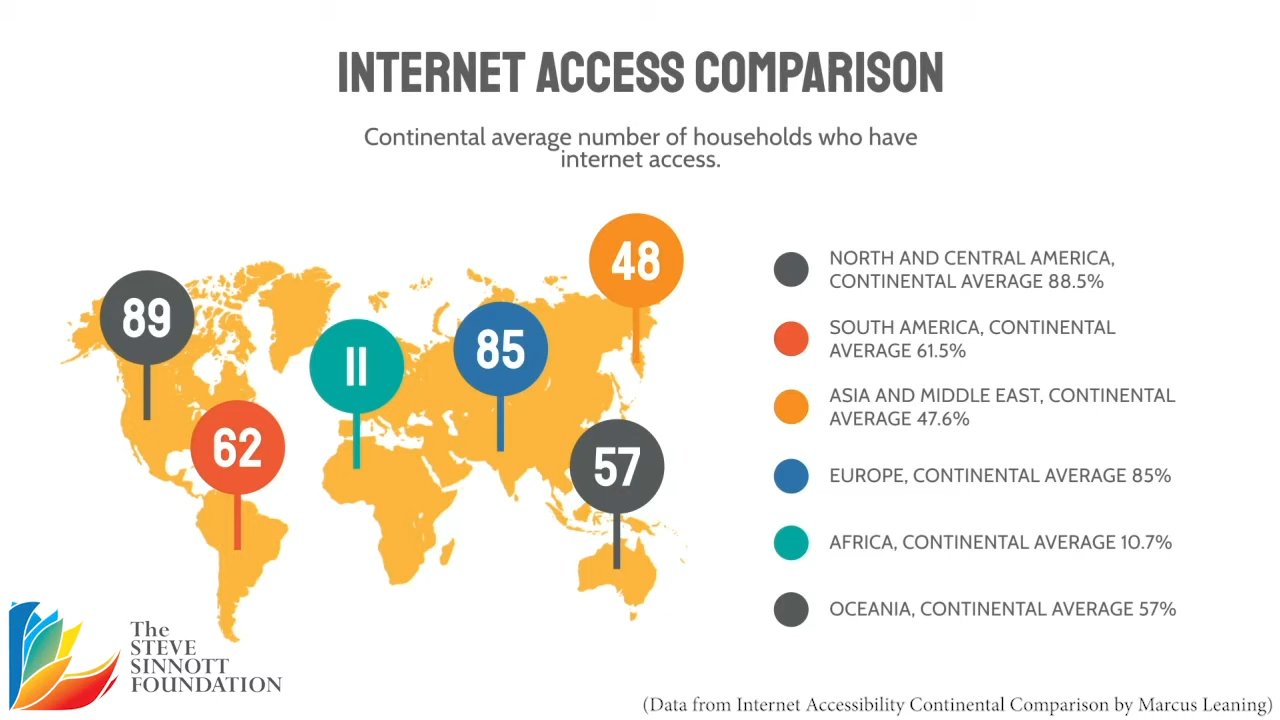 INTERNET ACCESS COMPARISON
Continental average number of households who have
internet access.
48
89
85
11
62
57
NORTH AND CENTRAL AMERICA,
CONTINENTAL AVERAGE 88.5%
SOUTH AMERICA, CONTINENTAL
AVERAGE 61.5%
ASIA AND MIDDLE EAST, CONTINENTAL
AVERAGE 47.6%
EUROPE, CONTINENTAL AVERAGE 85%
AFRICA, CONTINENTAL AVERAGE 10.7%
OCEANIA, CONTINENTAL AVERAGE 57%
The
STEVE
SINNOTT
FOUNDATION
(Data from Internet Accessibility Continental Comparison by Marcus Leaning)